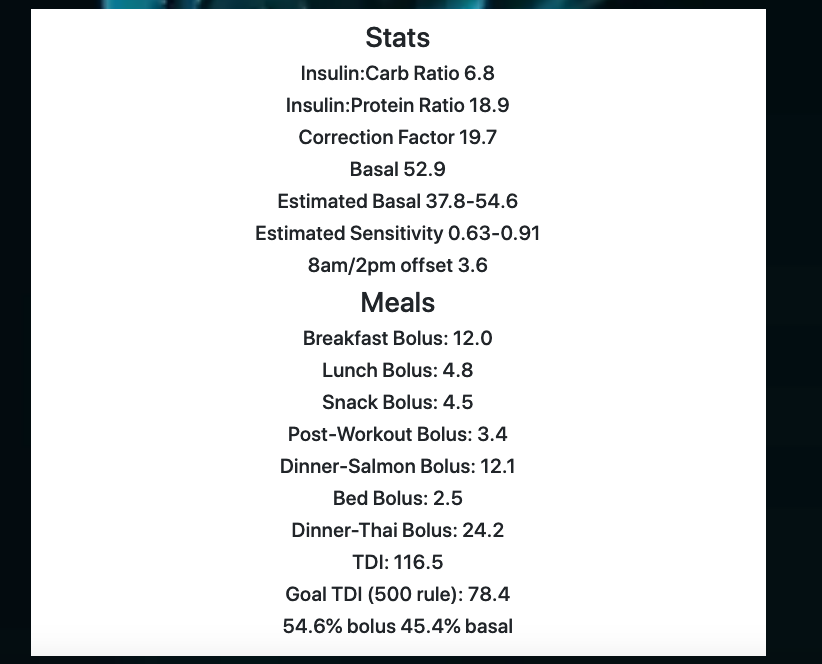 Stats
Insulin:Carb Ratio 6.8
Insulin:Protein Ratio 18.9
Correction Factor 19.7
Basal 52.9
Estimated Basal 37.8-54.6
Estimated Sensitivity 0.63-0.91
8am/2pm offset 3.6
Meals
Breakfast Bolus: 12.0
Lunch Bolus: 4.8
Snack Bolus: 4.5
Post-Workout Bolus: 3.4
Dinner-Salmon Bolus: 12.1
Bed Bolus: 2.5
Dinner-Thai Bolus: 24.2
TDI: 116.5
Goal TDI (500 rule): 78.4
54.6% bolus 45.4% basal